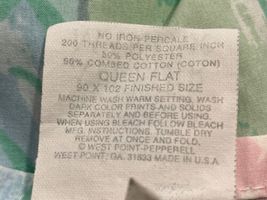 NO IRON PERCALE
200 THREADS PER SQUARE INCH
50% POLYESTER
50% COMBED COTTON (COTON)
QUEEN FLAT
90 X 102 FINISHED SIZE
MACHINE WASH WARM SETTING. WASH
DARK COLOR PRINTS AND SOLIDS
SEPARATELY AND BEFORE USING.
WHEN USING BLEACH FOLLOW BLEACH
MFG. INSTRUCTIONS. TUMBLE DRY
REMOVE AT ONCE AND FOLD.
© WEST POINT-PEPPERELL
WEST POINT, GA. 31833 MADE IN U.S.A.